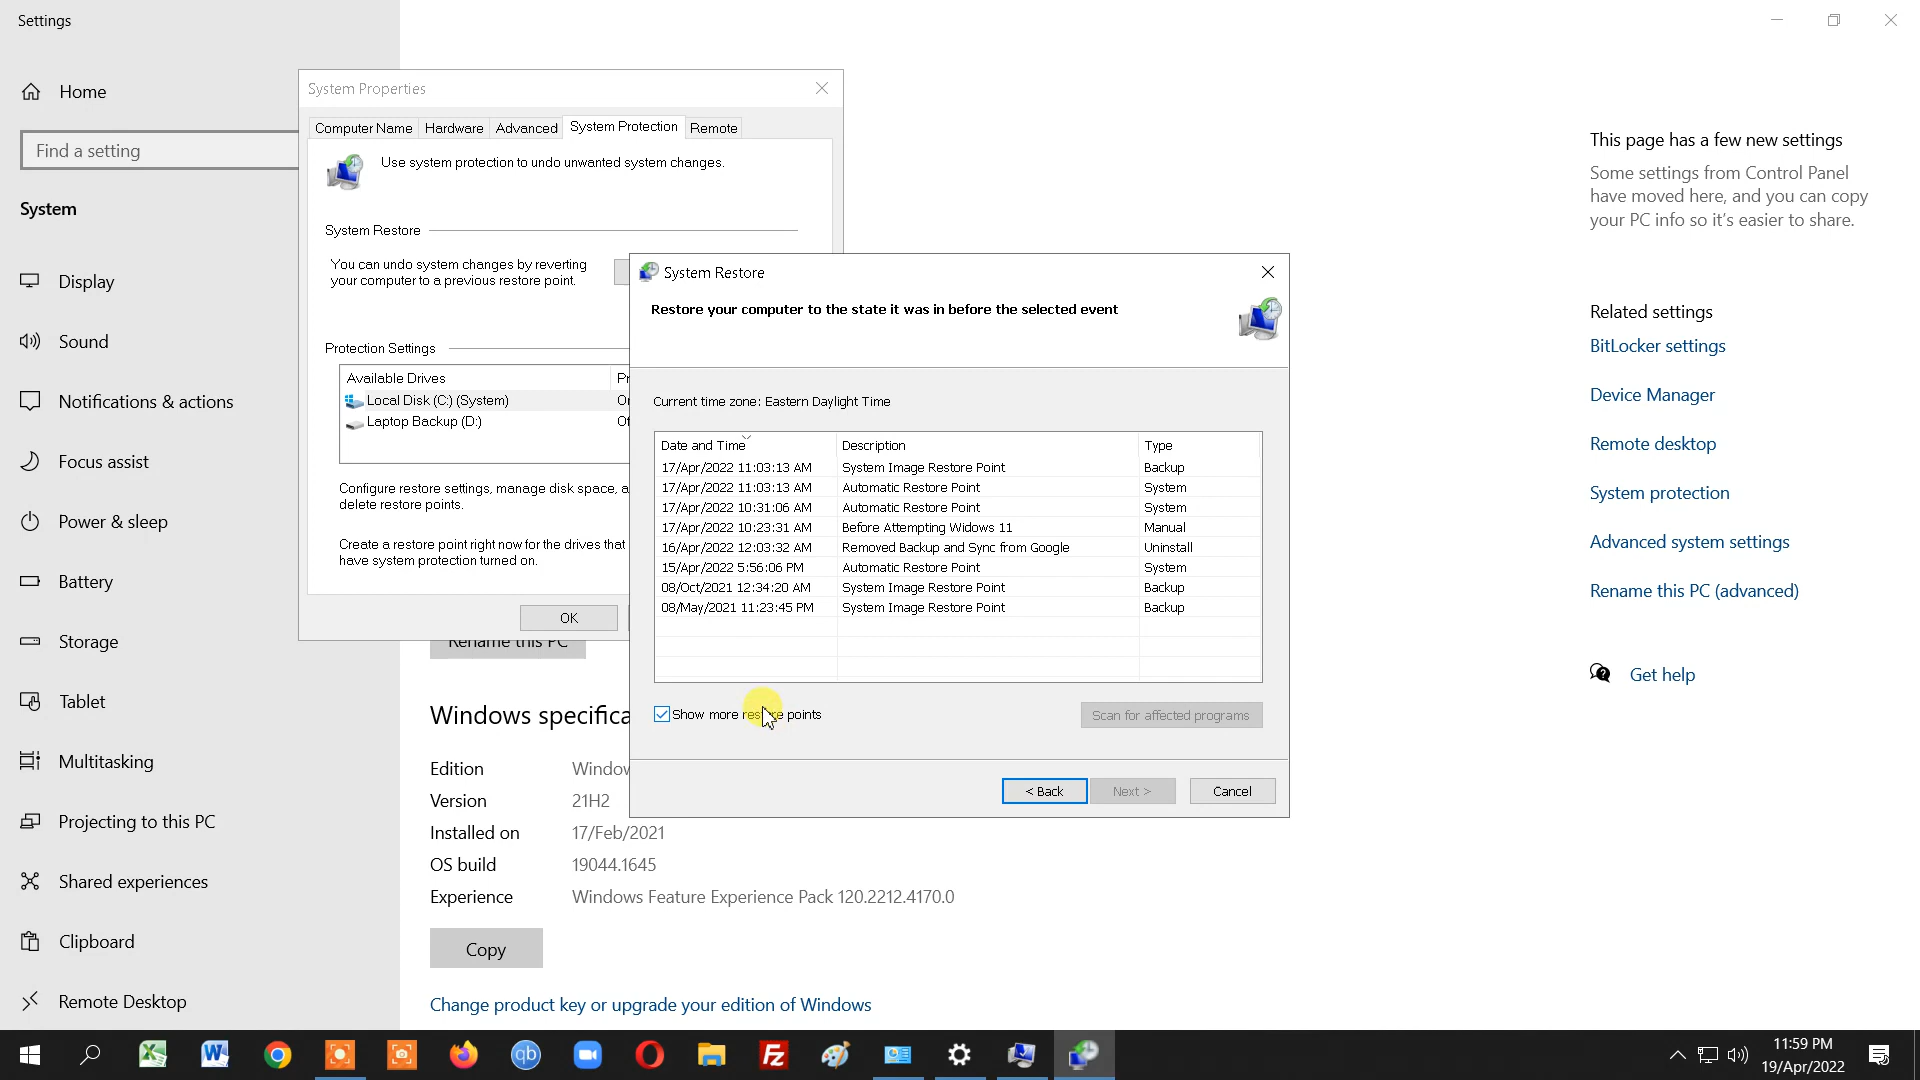 Settings
Home
Find a setting
System
Display
Sound
Notifications & actions
Focus assist
Power & sleep
Battery
Storage
Tablet
Multitasking
Projecting to this PC
Shared experiences
Clipboard
Remote Desktop
System Properties
Computer Name
Hardware
Advanced
System Protection
Remote
Use system protection to undo unwanted system changes.
System Restore
You can undo system changes by reverting
your computer to a previous restore point.
Protection Settings
Available Drives
Local Disk (C:) (System)
Laptop Backup (D:)
Configure restore settings, manage disk space, a
delete restore points.
Create a restore point right now for the drives that
have system protection turned on.
OK
Rename this PC
System Restore
Restore your computer to the state it was in before the selected event
Current time zone: Eastern Daylight Time
Date and Time Description Type
17/Apr/2022 11:03:13 AM System Image Restore Point Backup
17/Apr/2022 11:03:13 AM Automatic Restore Point System
17/Apr/2022 10:31:06 AM Automatic Restore Point System
17/Apr/2022 10:23:31 AM Before Attempting Widows 11 Manual
16/Apr/2022 12:03:32 AM Removed Backup and Sync from Google Uninstall
15/Apr/2022 5:56:06 PM Automatic Restore Point System
08/Oct/2021 12:34:20 AM System Image Restore Point Backup
08/May/2021 11:23:45 PM System Image Restore Point Backup
Show more restore points
Scan for affected programs
< Back
Next >
Cancel
Windows specifica
Edition Window
Version 21H2
Installed on 17/Feb/2021
OS build 19044.1645
Experience Windows Feature Experience Pack 120.2212.4170.0
Copy
Change product key or upgrade your edition of Windows
This page has a few new settings
Some settings from Control Panel
have moved here, and you can copy
your PC info so it's easier to share.
Related settings
BitLocker settings
Device Manager
Remote desktop
System protection
Advanced system settings
Rename this PC (advanced)
Get help
qb
Fz
11:59 PM
19/Apr/2022